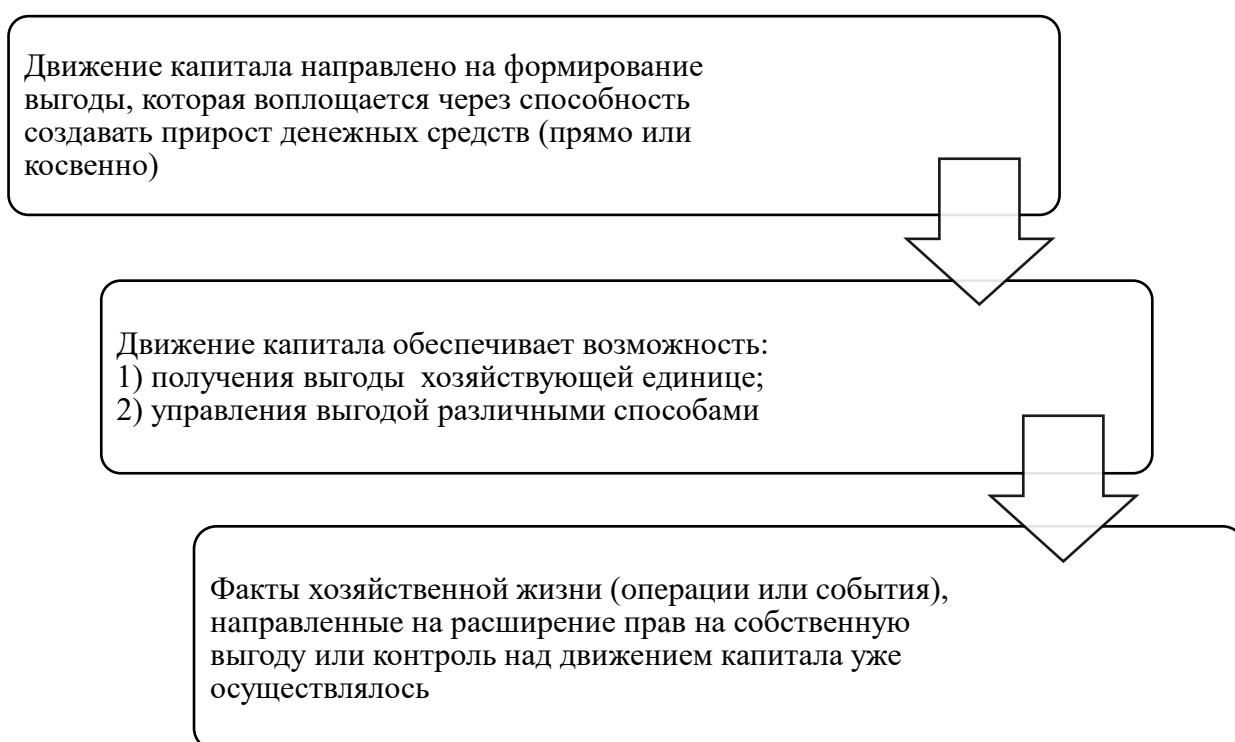 Движение капитала направлено на формирование
выгоды, которая воплощается через способность
создавать прирост денежных средств (прямо или
косвенно)
Движение капитала обеспечивает возможность:
1) получения выгоды  хозяйствующей единице;
2) управления выгодой различными способами
Факты хозяйственной жизни (операции или события),
направленные на расширение прав на собственную
выгоду или контроль над движением капитала уже
осуществлялось